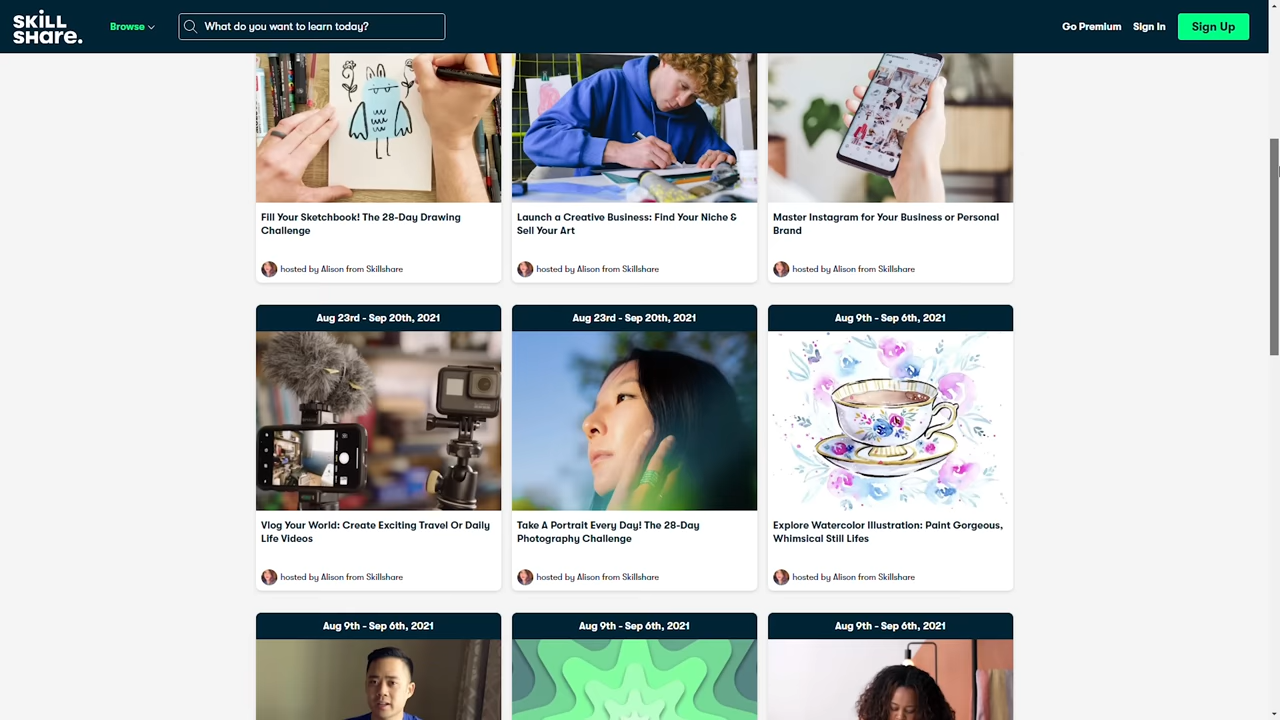 SKILL
SHARE.
Browse
What do you want to learn today?
Go Premium
Sign In
Sign Up
Fill Your Sketchbook! The 28-Day Drawing
Challenge
hosted by Alison from Skillshare
Launch a Creative Business: Find Your Niche &
Sell Your Art
hosted by Alison from Skillshare
Master Instagram for Your Business or Personal
Brand
hosted by Alison from Skillshare
Aug 23rd - Sep 20th, 2021
Vlog Your World: Create Exciting Travel Or Daily
Life Videos
hosted by Alison from Skillshare
Aug 23rd - Sep 20th, 2021
Take A Portrait Every Day! The 28-Day
Photography Challenge
hosted by Alison from Skillshare
Aug 9th - Sep 6th, 2021
Explore Watercolor Illustration: Paint Gorgeous,
Whimsical Still Lifes
hosted by Alison from Skillshare
Aug 9th - Sep 6th, 2021
Aug 9th - Sep 6th, 2021
Aug 9th - Sep 6th, 2021